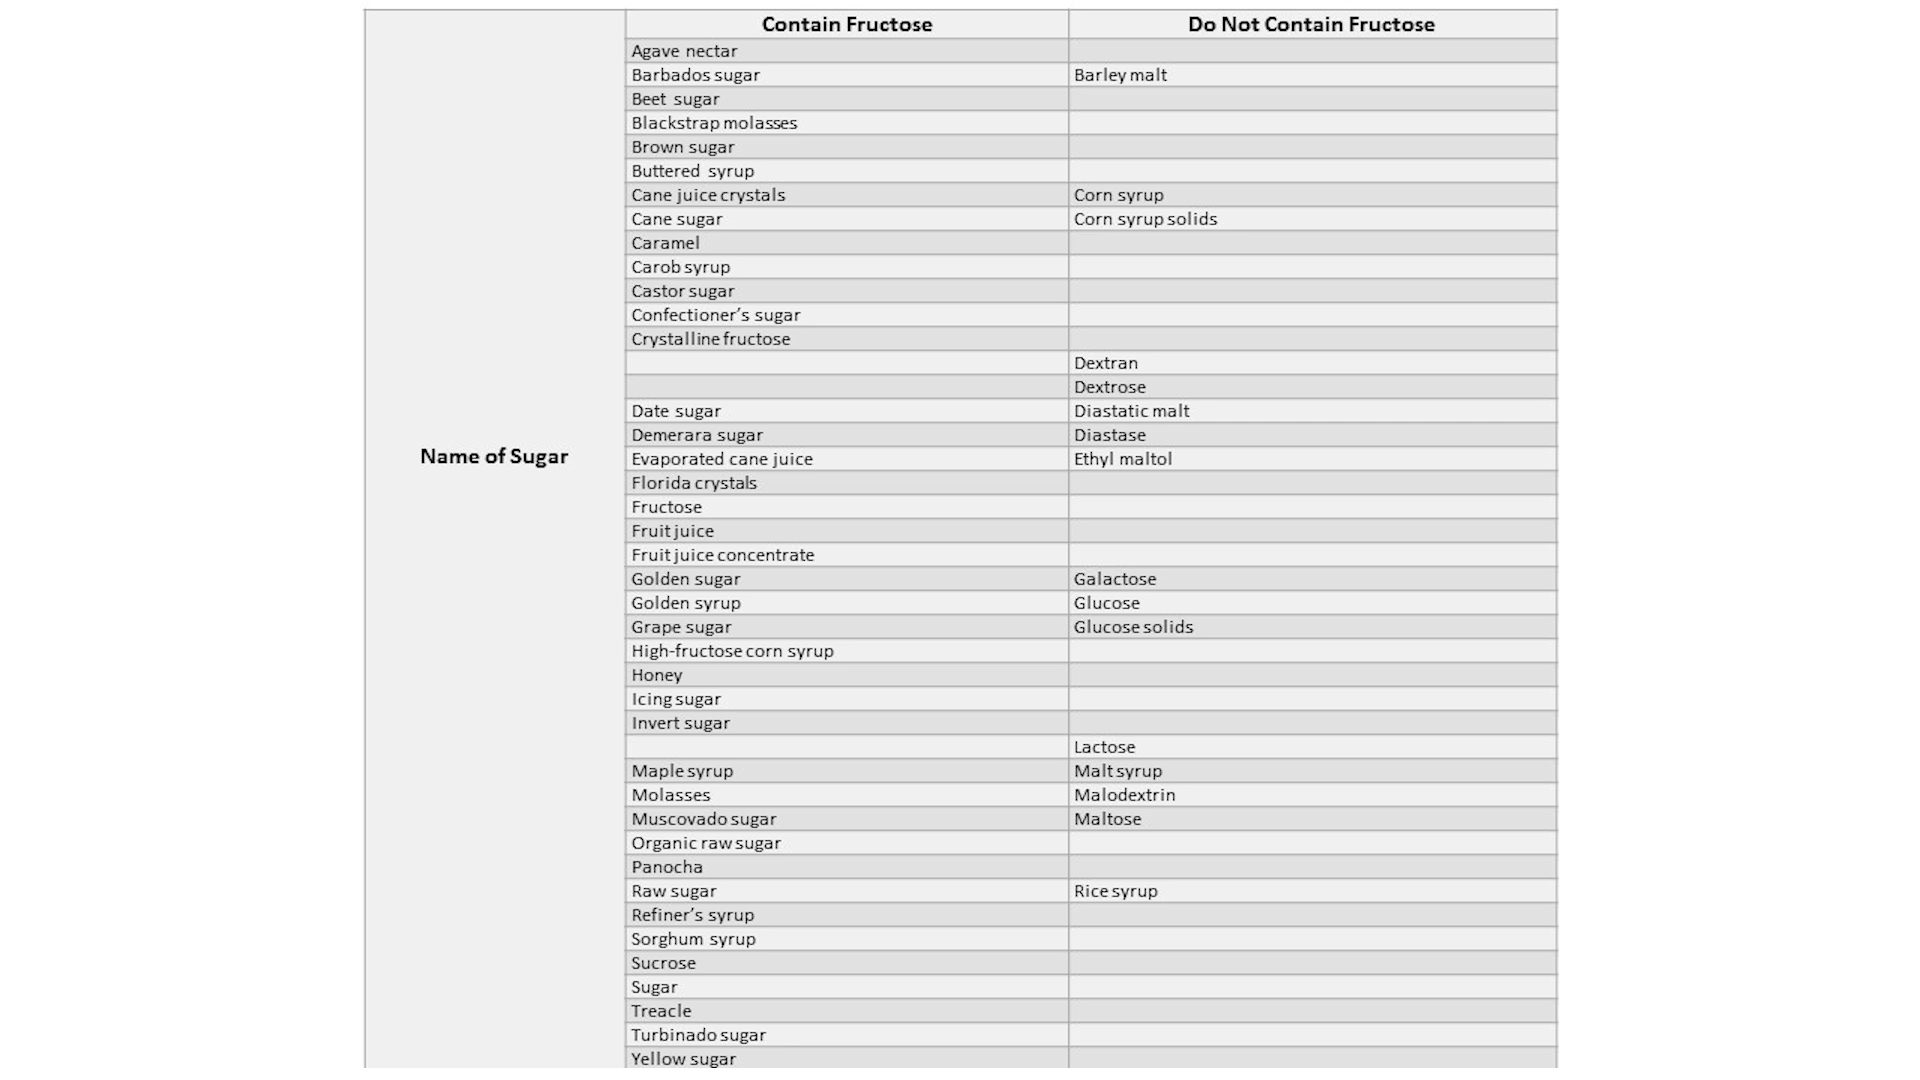 Contain Fructose Do Not Contain Fructose
Agave nectar
Barbados sugar Barley malt
Beet sugar
Blackstrap molasses
Brown sugar
Buttered syrup
Cane juice crystals Corn syrup
Cane sugar Corn syrup solids
Caramel
Carob syrup
Castor sugar
Confectioner’s sugar
Crystalline fructose
Dextran
Dextrose
Date sugar Diastatic malt
Demerara sugar Diastase
Name of Sugar
Evaporated cane juice Ethyl maltol
Florida crystals
Fructose
Fruit juice
Fruit juice concentrate
Golden sugar Galactose
Golden syrup Glucose
Grape sugar Glucose solids
High-fructose corn syrup
Honey
Icing sugar
Invert sugar
Lactose
Maple syrup Malt syrup
Molasses Malodextrin
Muscovado sugar Maltose
Organic raw sugar
Panocha
Raw sugar Rice syrup
Refiner’s syrup
Sorghum syrup
Sucrose
Sugar
Treacle
Turbinado sugar
Yellow sugar